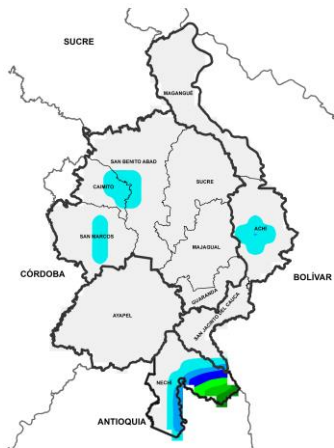 SUCRE
MAGANGUÉ
SAN BENITO ABAD
SUCRE
CAIMITO
SAN MARCOS
ACHÍ
MAJAGUAL
CÓRDOBA
BOLÍVAR
GUARANDA
SAN JACINTO DEL CAUCA
AYAPEL
NECHÍ
ANTIOQUIA